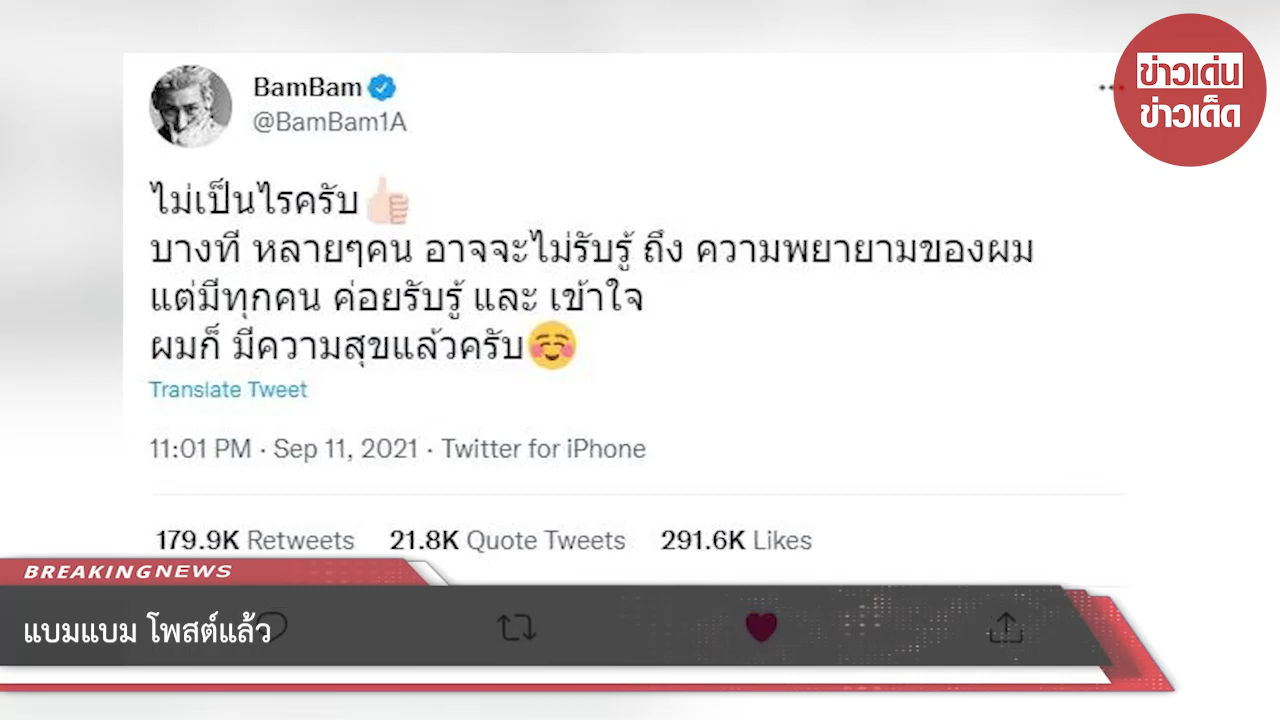 BamBam
@BamBam1A
ข่าวเด่น
ข่าวเด็ด
ไม่เป็นไรครับ👍🏻
บางที หลายๆคน อาจจะไม่รับรู้ ถึง ความพยายามของผม
แต่มีทุกคน ค่อยรับรู้ และ เข้าใจ
ผมก็ มีความสุขแล้วครับ☺️
Translate Tweet
11:01 PM · Sep 11, 2021 · Twitter for iPhone
179.9K Retweets 21.8K Quote Tweets 291.6K Likes
BREAKINGNEWS
แบมแบม โพสต์แล้ว